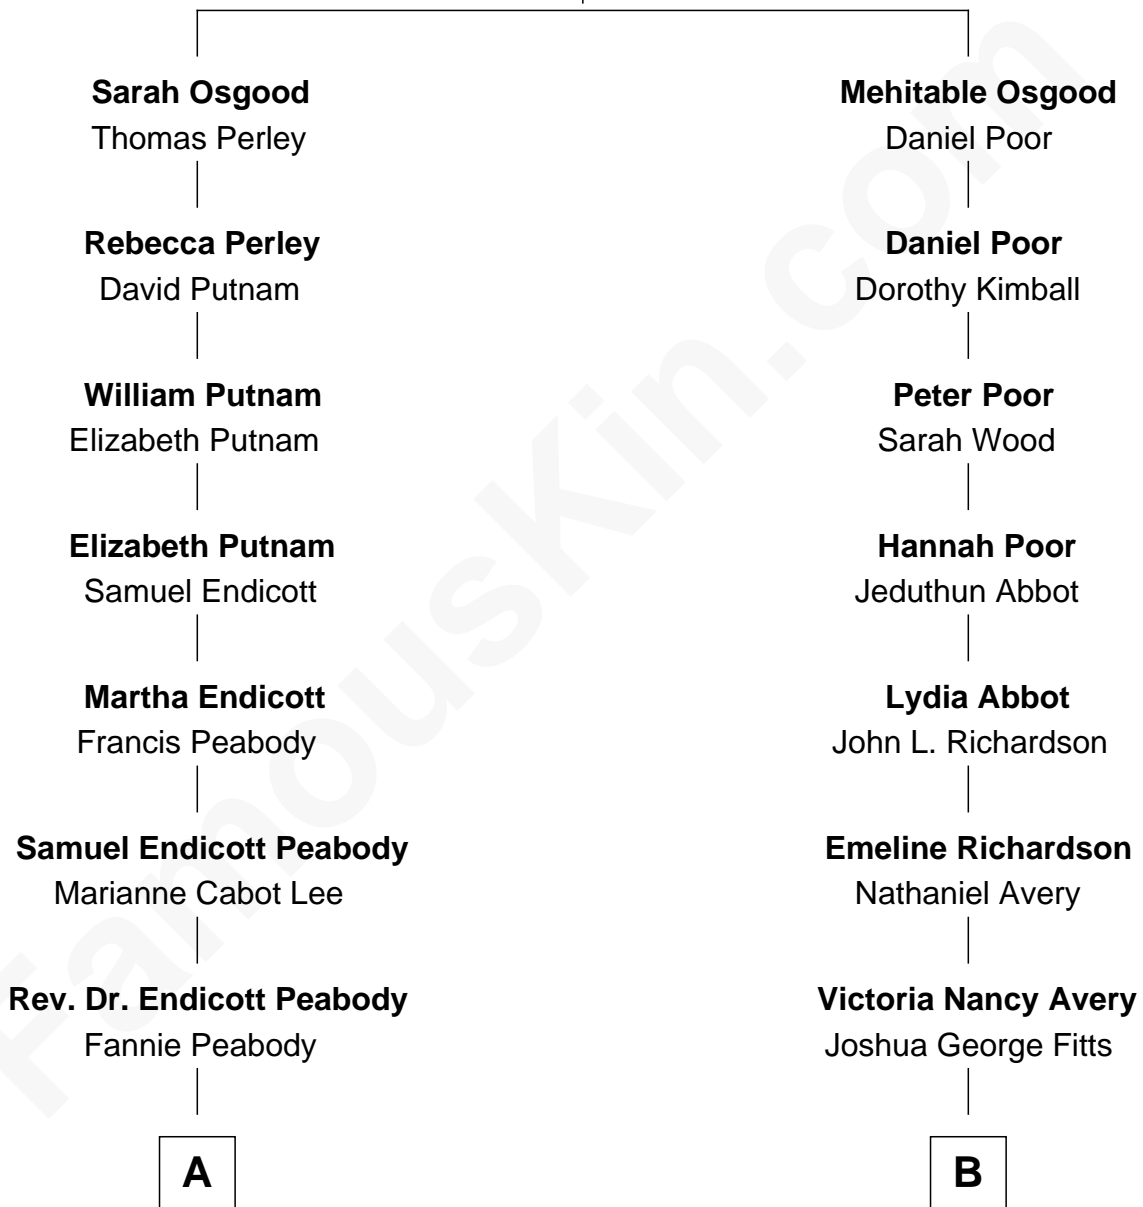 Sarah Osgood
Thomas Perley
Rebecca Perley
David Putnam
William Putnam
Elizabeth Putnam
Elizabeth Putnam
Samuel Endicott
Martha Endicott
Francis Peabody
Samuel Endicott Peabody
Marianne Cabot Lee
Rev. Dr. Endicott Peabody
Fannie Peabody
A
Mehitable Osgood
Daniel Poor
Daniel Poor
Dorothy Kimball
Peter Poor
Sarah Wood
Hannah Poor
Jeduthun Abbot
Lydia Abbot
John L. Richardson
Emeline Richardson
Nathaniel Avery
Victoria Nancy Avery
Joshua George Fitts
B
FamousKin.com